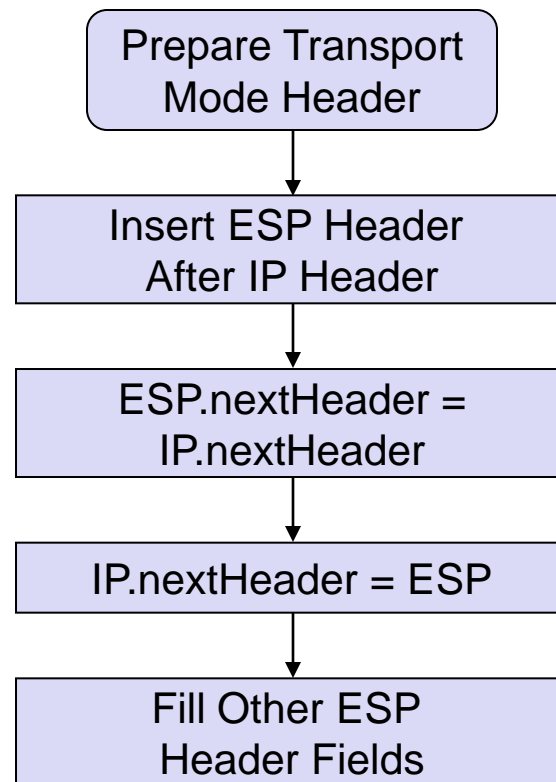 Prepare Transport
Mode Header
Insert ESP Header
After IP Header
ESP.nextHeader =
IP.nextHeader
IP.nextHeader = ESP
Fill Other ESP
Header Fields